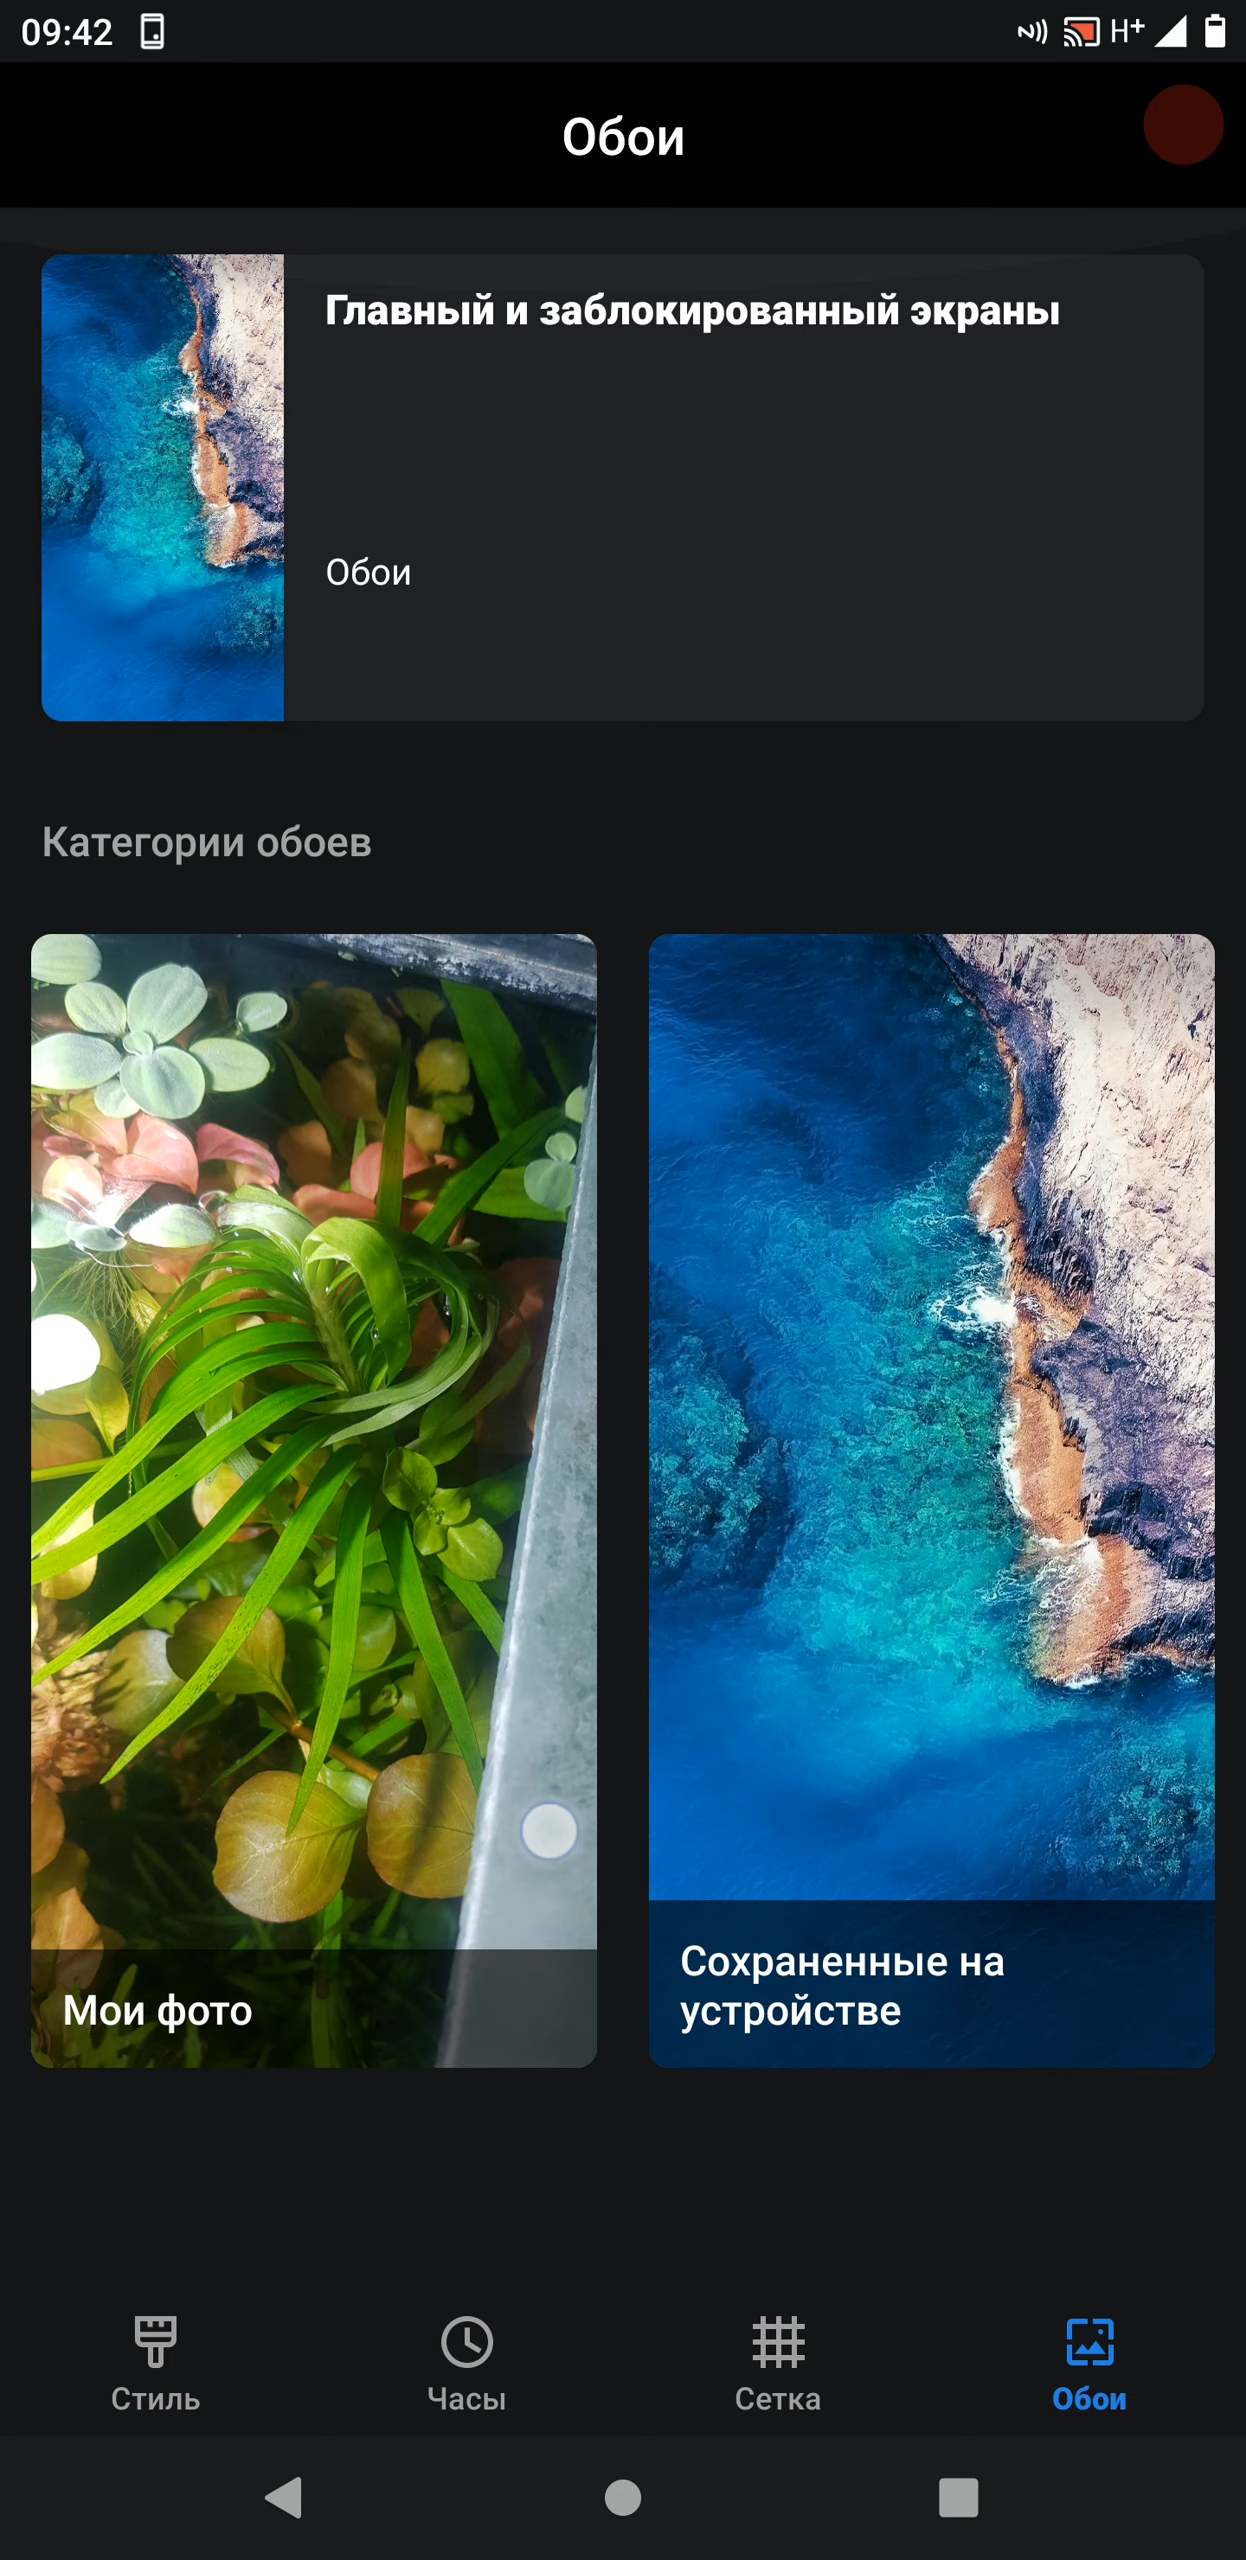 09:42
H+
Обои
Главный и заблокированный экраны
Обои
Категории обоев
Мои фото
Сохраненные на
устройстве
Стиль
Часы
Сетка
Обои